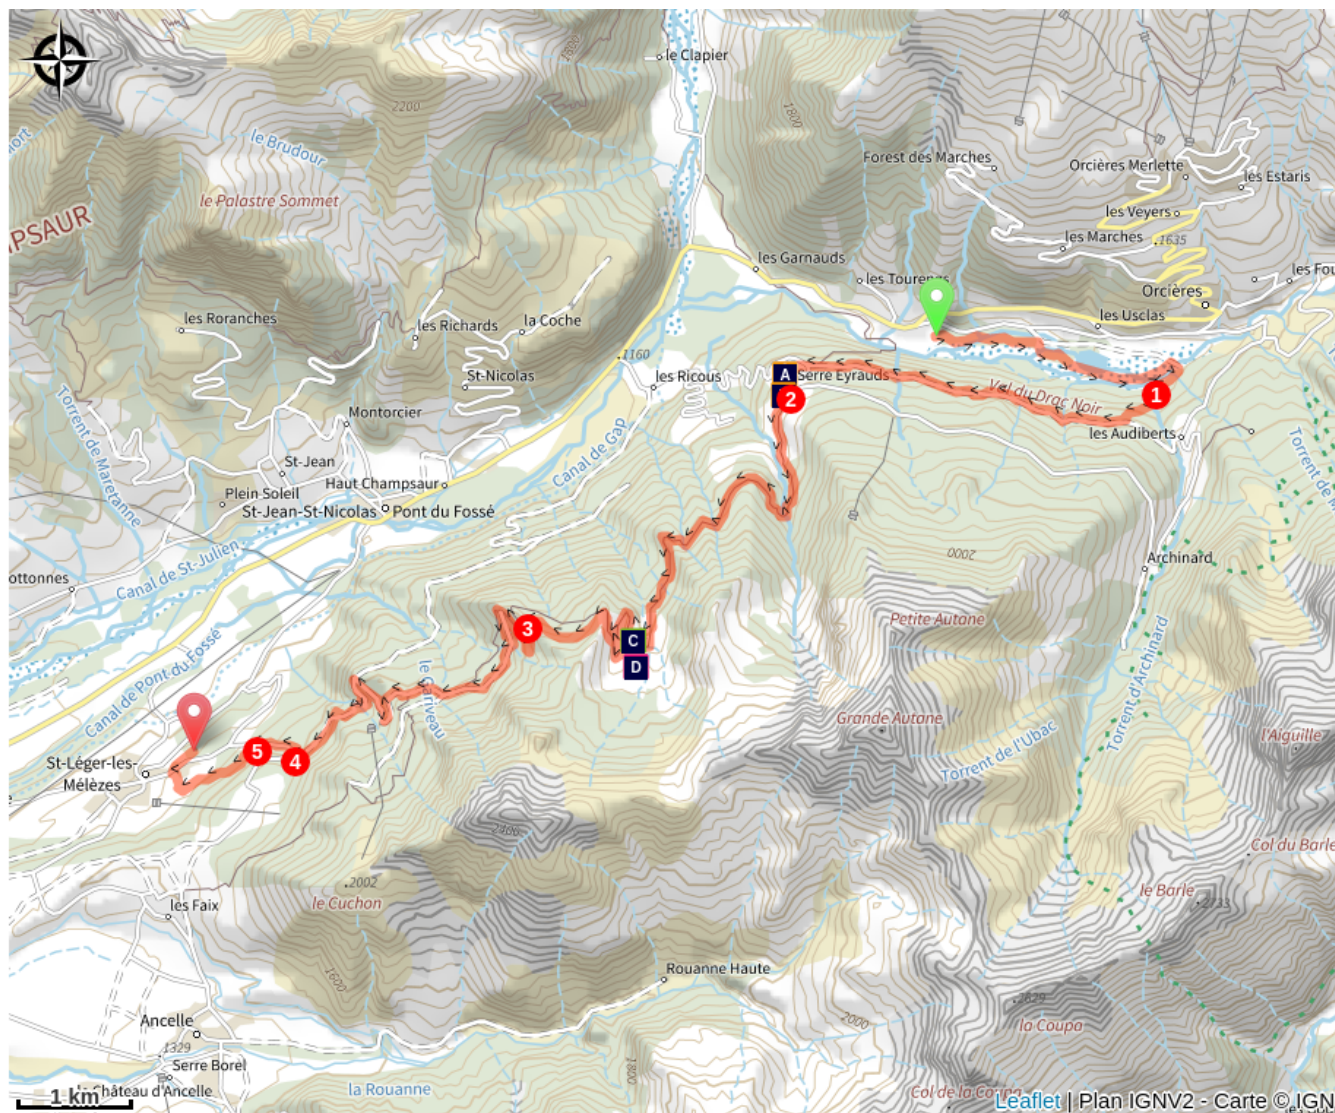 le Clapier
2200
1800
1800
le Brudour
Forest des Marches
Orcières Merlette
les Estaris
le Palastre Sommet
les Veyers
IPSAUR
les Marches
1635
les Garnauds
les Tourengs
les Fou
Orcières
les Roranches
les Richards
la Coche
les Usclas
1160
A
Serre Eyrauds
les Ricous
St-Nicolas
Val du Drac Noir
1
2
Montorcier
les Audiberts
Torrent de Maretanne
Canal de Gap
St-Jean
Haut Champsaur
Plein Soleil
St-Jean-St-Nicolas
Pont du Fossé
2000
Archinard
Canal de St-Julien
ottonnes
Petite Autane
3
C
D
Canal de Pont du Fossé
Torrent d'Archinard
Grande Autane
l'Aiguille
Torrent de l'Ubac
5
4
St-Léger-les-
Mélèzes
2400
Col du Barle
2002
le Cuchon
les Faix
le Barle
2733
Rouanne Haute
1600
2000
la Coupa
Ancelle
1329
Serre Borel
1800
la Rouanne
Château d'Ancelle
Col de la Coupa
1 km
Leaflet | Plan IGNV2 - Carte © IGN